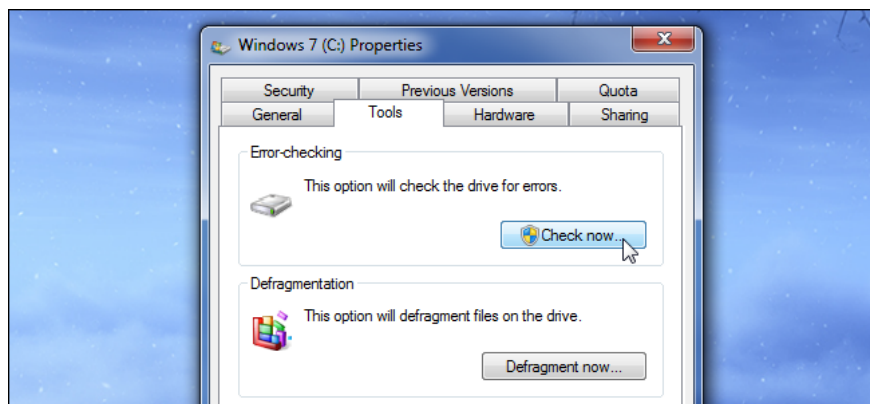 Windows 7 (C:) Properties
Security Previous Versions Quota
General Tools Hardware Sharing
Error-checking
This option will check the drive for errors.
Check now...
Defragmentation
This option will defragment files on the drive.
Defragment now...